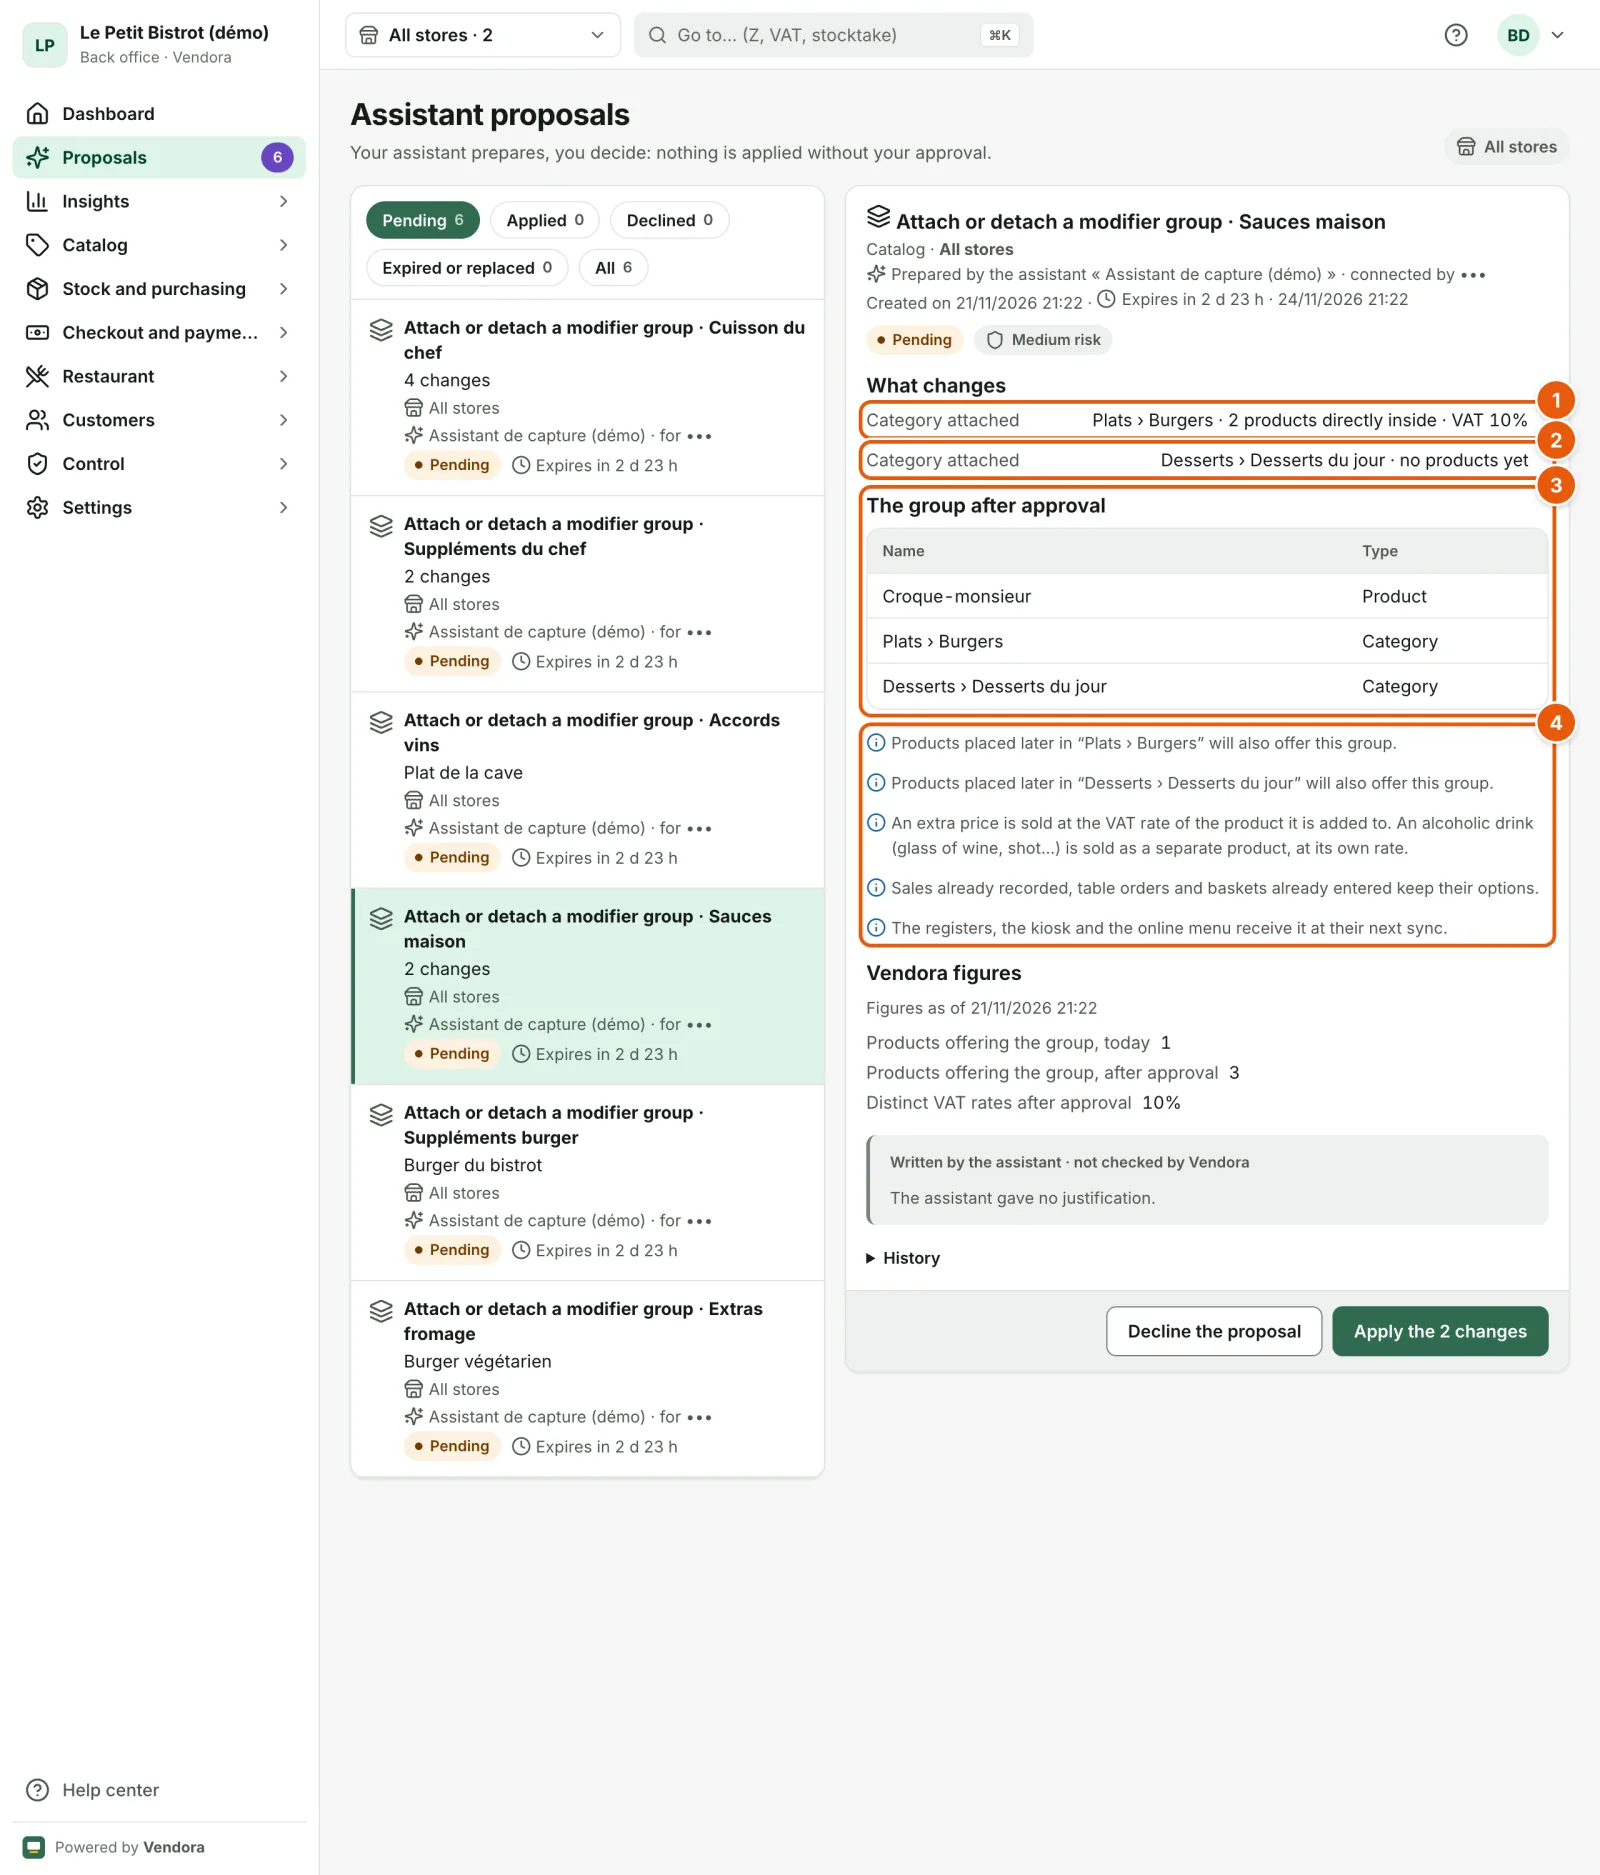 LP
Le Petit Bistrot (démo)
Back office · Vendora
Dashboard
Proposals 6
Insights
Catalog
Stock and purchasing
Checkout and payme...
Restaurant
Customers
Control
Settings
Help center
Powered by Vendora
All stores · 2
Go to... (Z, VAT, stocktake) ⌘K
BD
Assistant proposals
Your assistant prepares, you decide: nothing is applied without your approval.
All stores
Pending 6
Applied 0
Declined 0
Expired or replaced 0
All 6
Attach or detach a modifier group · Cuisson du
chef
4 changes
All stores
Assistant de capture (démo) · for •••
Pending
Expires in 2 d 23 h
Attach or detach a modifier group ·
Suppléments du chef
2 changes
All stores
Assistant de capture (démo) · for •••
Pending
Expires in 2 d 23 h
Attach or detach a modifier group · Accords
vins
Plat de la cave
All stores
Assistant de capture (démo) · for •••
Pending
Expires in 2 d 23 h
Attach or detach a modifier group · Sauces
maison
2 changes
All stores
Assistant de capture (démo) · for •••
Pending
Expires in 2 d 23 h
Attach or detach a modifier group ·
Suppléments burger
Burger du bistrot
All stores
Assistant de capture (démo) · for •••
Pending
Expires in 2 d 23 h
Attach or detach a modifier group · Extras
fromage
Burger végétarien
All stores
Assistant de capture (démo) · for •••
Pending
Expires in 2 d 23 h
Attach or detach a modifier group · Sauces maison
Catalog · All stores
Prepared by the assistant « Assistant de capture (démo) » · connected by •••
Created on 21/11/2026 21:22 · Expires in 2 d 23 h · 24/11/2026 21:22
Pending
Medium risk
What changes
1
Category attached Plats › Burgers · 2 products directly inside · VAT 10%
2
Category attached Desserts › Desserts du jour · no products yet
3
The group after approval
Name Type
Croque-monsieur Product
Plats › Burgers Category
Desserts › Desserts du jour Category
4
Products placed later in “Plats › Burgers” will also offer this group.
Products placed later in “Desserts › Desserts du jour” will also offer this group.
An extra price is sold at the VAT rate of the product it is added to. An alcoholic drink
(glass of wine, shot...) is sold as a separate product, at its own rate.
Sales already recorded, table orders and baskets already entered keep their options.
The registers, the kiosk and the online menu receive it at their next sync.
Vendora figures
Figures as of 21/11/2026 21:22
Products offering the group, today 1
Products offering the group, after approval 3
Distinct VAT rates after approval 10%
Written by the assistant · not checked by Vendora
The assistant gave no justification.
History
Decline the proposal
Apply the 2 changes